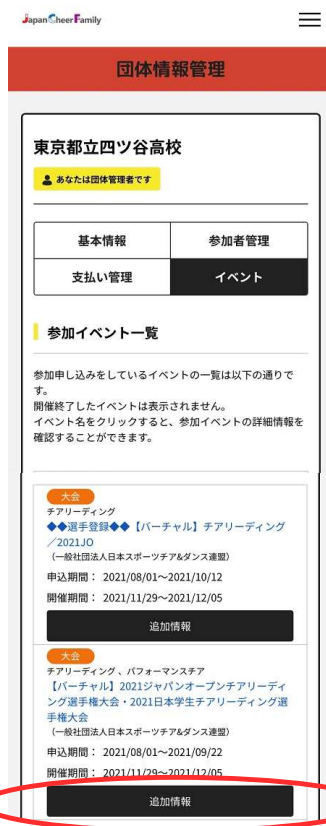 Japan Cheer Family
団体情報管理
東京都立四ツ谷高校
あなたは団体管理者です
基本情報
参加者管理
支払い管理
イベント
参加イベント一覧
参加申し込みをしているイベントの一覧は以下の通りで
す。
開催終了したイベントは表示されません。
イベント名をクリックすると、参加イベントの詳細情報を
確認することができます。
大会
チアリーディング
◆◆選手登録◆◆【バーチャル】チアリーディング
／2021JO
（一般社団法人日本スポーツチア&ダンス連盟）
申込期間： 2021/08/01〜2021/10/12
開催期間： 2021/11/29〜2021/12/05
追加情報
大会
チアリーディング 、パフォーマンスチア
【バーチャル】2021ジャパンオープンチアリーディ
ング選手権大会・2021日本学生チアリーディング選
手権大会
（一般社団法人日本スポーツチア&ダンス連盟）
申込期間： 2021/08/01〜2021/09/22
開催期間： 2021/11/29〜2021/12/05
追加情報